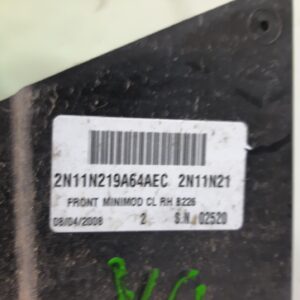 2N11N219A64AEC 2N11N21
FRONT MINIMOD CL RH B226
08/04/2008 2 S.N. 02520